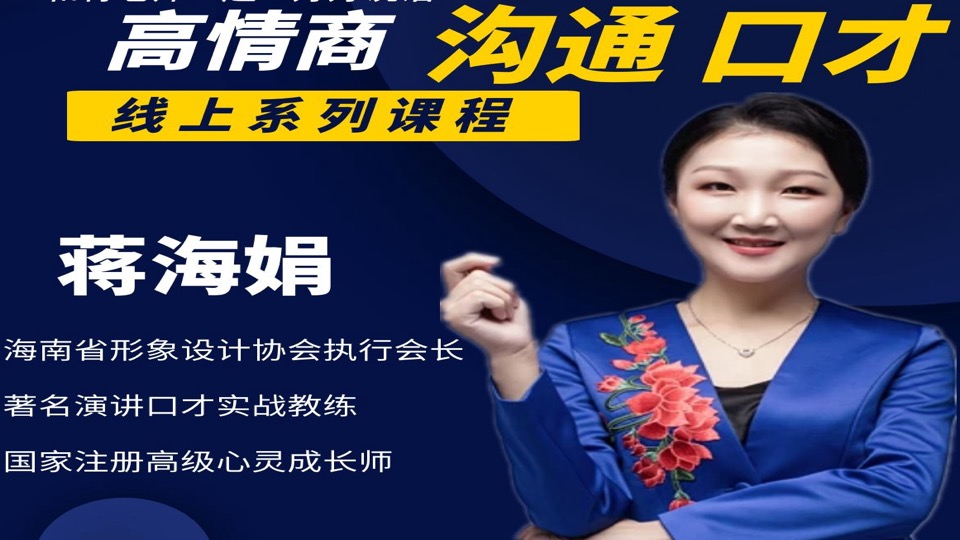 高情商 沟通 口才
线上系列课程
蒋海娟
海南省形象设计协会执行会长
著名演讲口才实战教练
国家注册高级心灵成长师